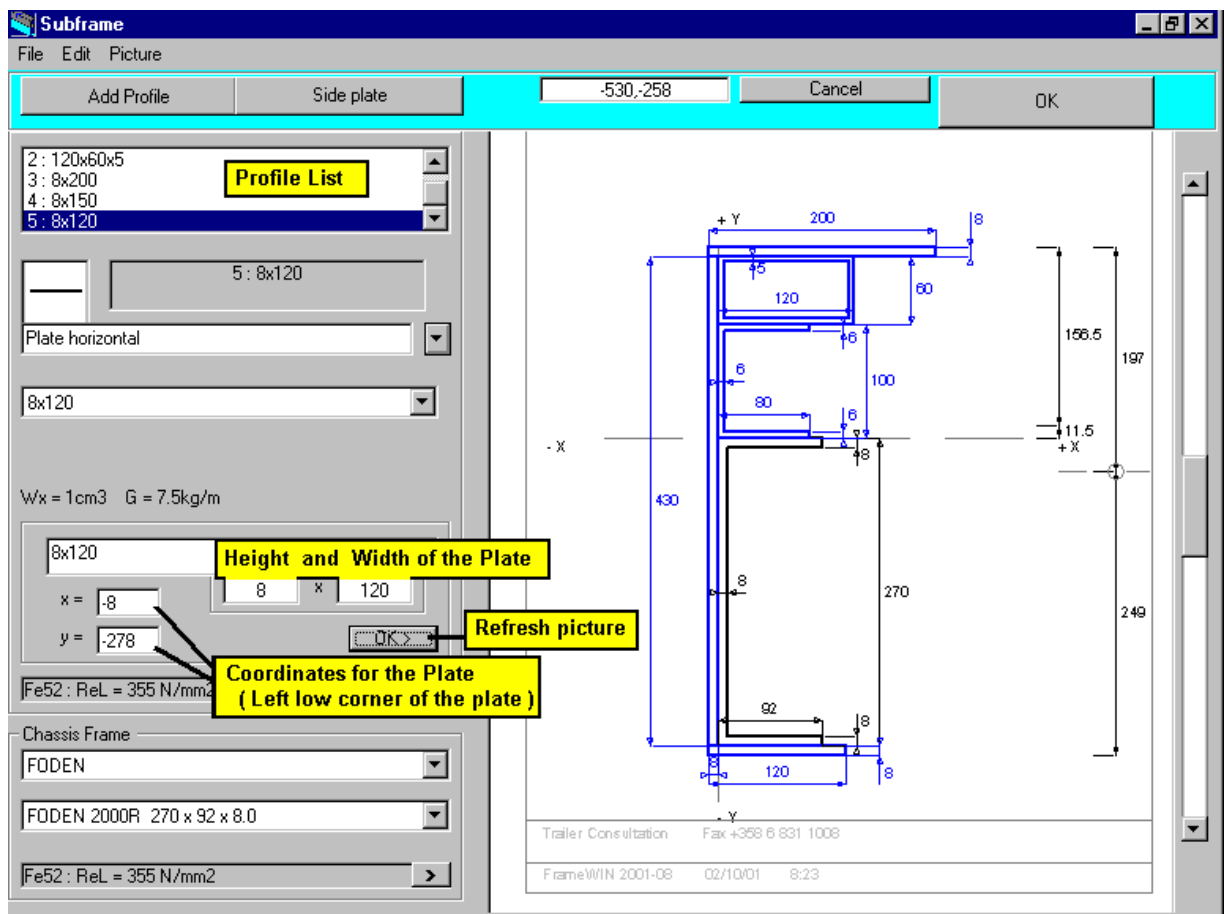 Subframe
File Edit Picture
Add Profile
Side plate
-530,-258
Cancel
OK
2 : 120x60x5
3 : 8x200
4 : 8x150
5 : 8x120
Profile List
5 : 8x120
Plate horizontal
8x120
Wx = 1cm3 G = 7.5kg/m
8x120
Height and Width of the Plate
8 x 120
x = -8
y = -278
OK >
Refresh picture
Coordinates for the Plate
( Left low corner of the plate )
Fe52 : ReL = 355 N/mm2
Chassis Frame
FODEN
FODEN 2000R 270 x 92 x 8.0
Fe52 : ReL = 355 N/mm2
>
+ Y
200
8
5
120
60
6
156.5
197
6
100
80
6
11.5
- X
+ X
8
430
8
270
249
92
8
8
120
8
- Y
Trailer Consultation Fax +358 6 831 1008
FrameWIN 2001-08 02/10/01 8:23